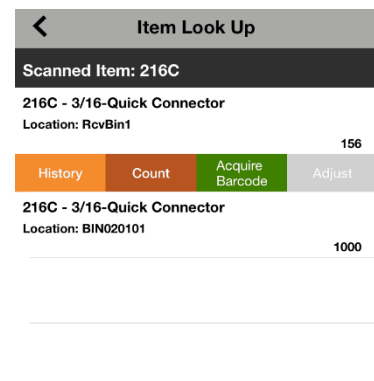 Item Look Up
Scanned Item: 216C
216C - 3/16-Quick Connector
Location: RcvBin1
156
History Count Acquire Barcode Adjust
216C - 3/16-Quick Connector
Location: BIN020101
1000